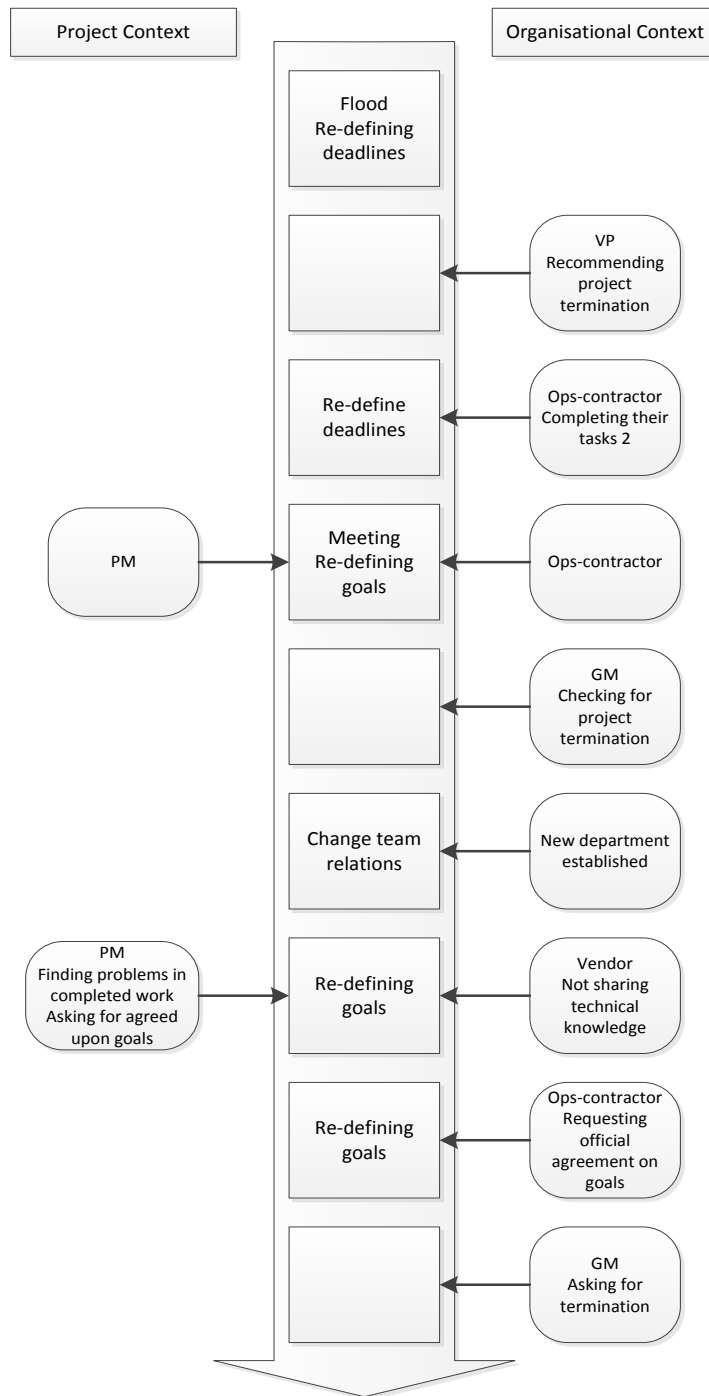 Project Context
Organisational Context
Flood
Re-defining
deadlines
VP
Recommending
project
termination
Re-define
deadlines
Ops-contractor
Completing their
tasks 2
PM
Meeting
Re-defining
goals
Ops-contractor
GM
Checking for
project
termination
Change team
relations
New department
established
PM
Finding problems in
completed work
Asking for agreed
upon goals
Re-defining
goals
Vendor
Not sharing
technical
knowledge
Re-defining
goals
Ops-contractor
Requesting
official
agreement on
goals
GM
Asking for
termination